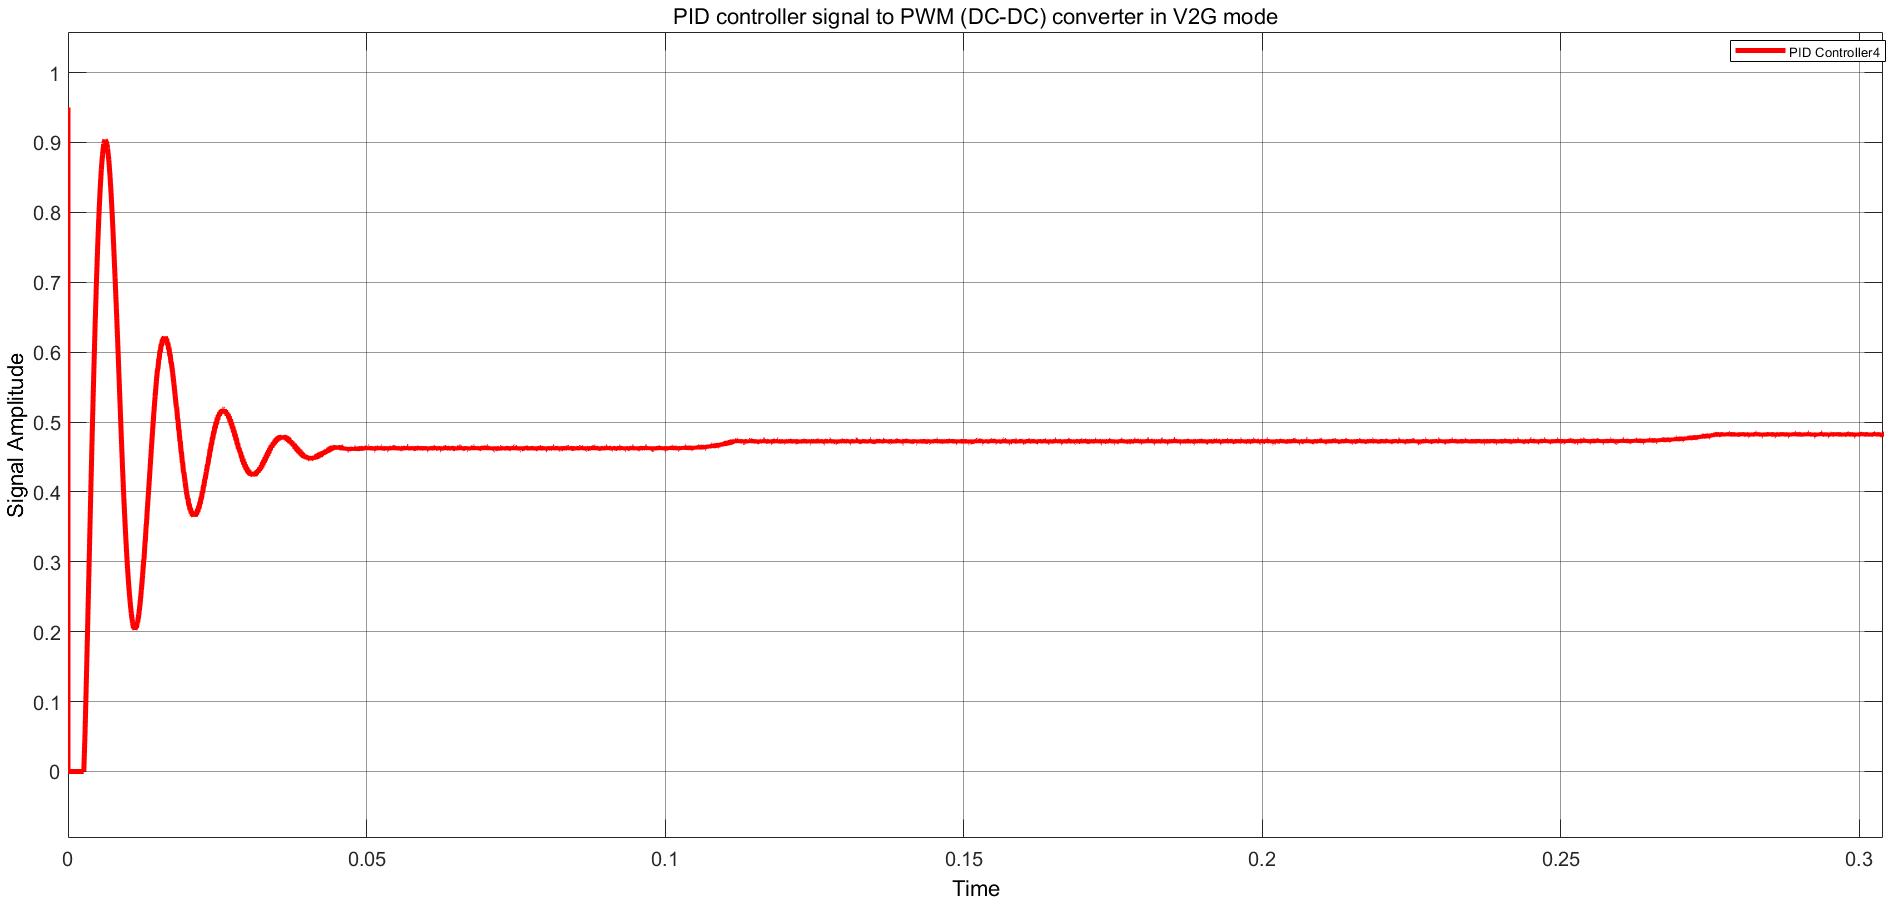 PID controller signal to PWM (DC-DC) converter in V2G mode
PID Controller4
1
0.9
0.8
0.7
0.6
0.5
0.4
0.3
0.2
0.1
0
Signal Amplitude
0 0.05 0.1 0.15 0.2 0.25 0.3
Time